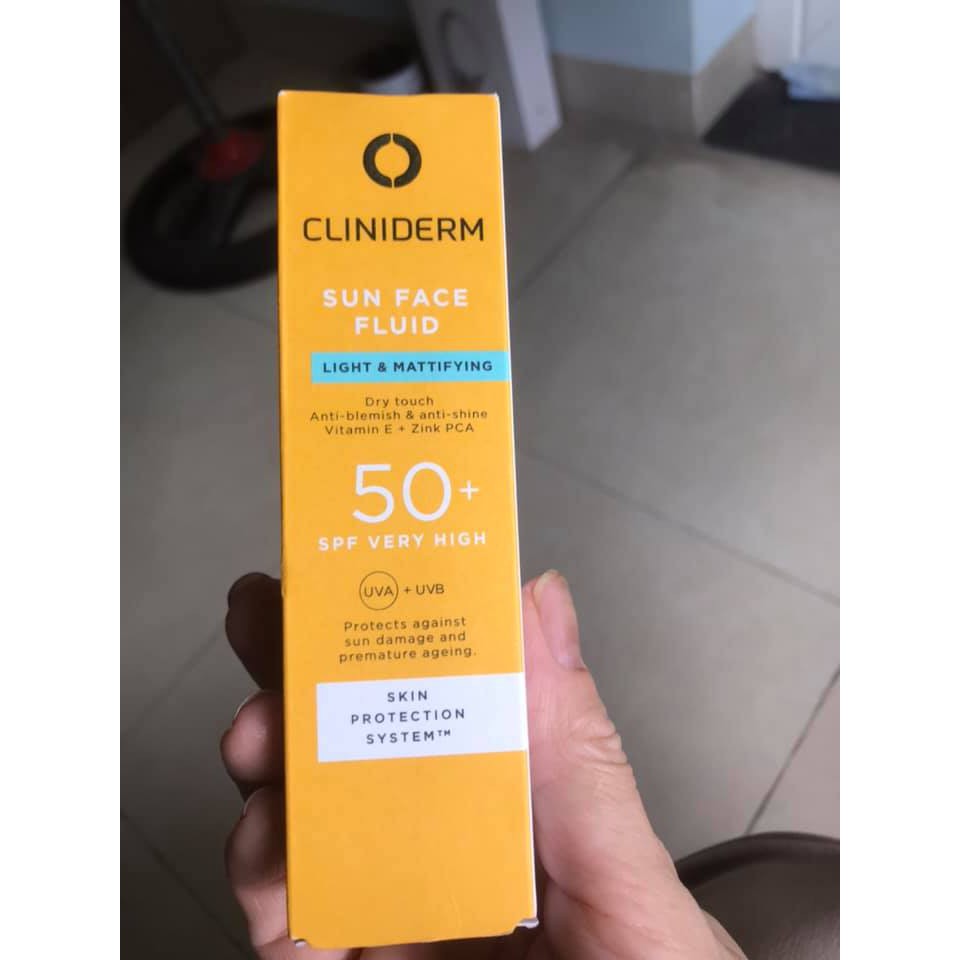 CLINIDERM
SUN FACE
FLUID
LIGHT & MATTIFYING
Dry touch
Anti-blemish & anti-shine
Vitamin E + Zink PCA
50+
SPF VERY HIGH
UVA + UVB
Protects against
sun damage and
premature ageing.
SKIN
PROTECTION
SYSTEM™